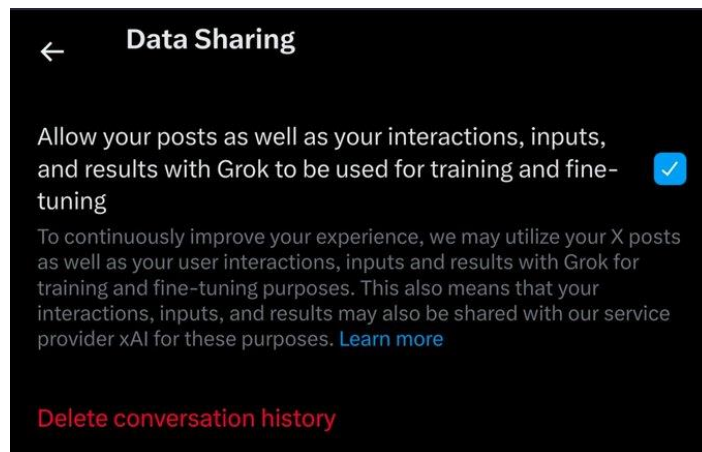 Data Sharing
Allow your posts as well as your interactions, inputs,
and results with Grok to be used for training and fine-
tuning
To continuously improve your experience, we may utilize your X posts
as well as your user interactions, inputs and results with Grok for
training and fine-tuning purposes. This also means that your
interactions, inputs, and results may also be shared with our service
provider xAI for these purposes. Learn more
Delete conversation history